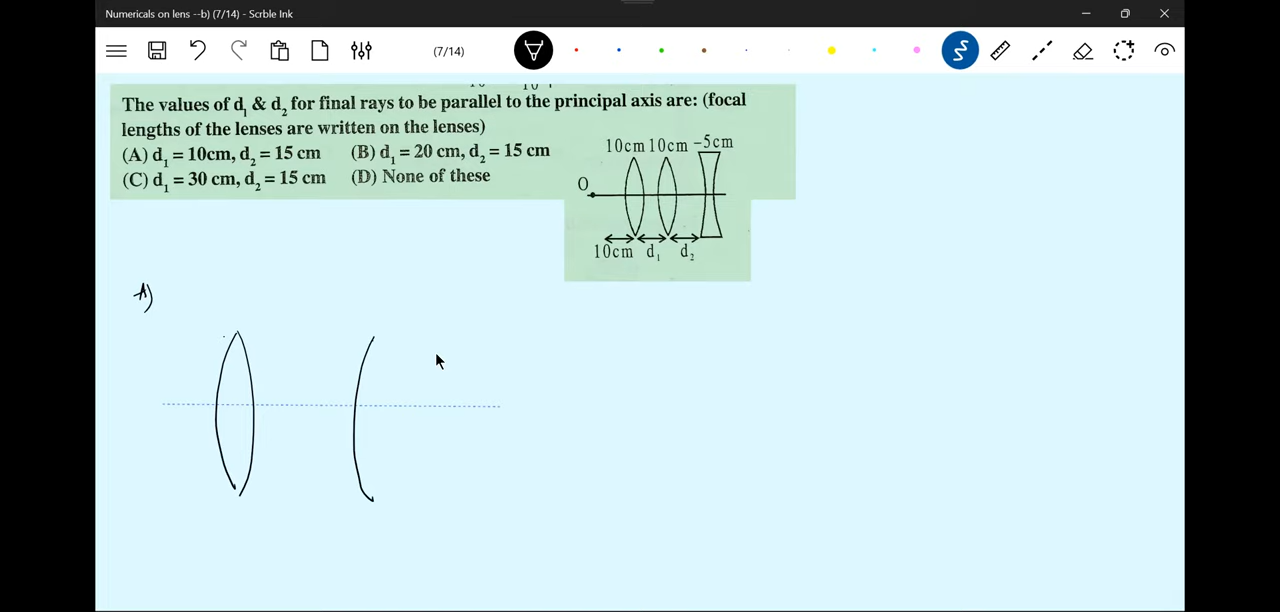 Numericals on lens --b) (7/14) - Scrble Ink
(7/14)
The values of d₁ & d₂ for final rays to be parallel to the principal axis are: (focal
lengths of the lenses are written on the lenses)
(A) d₁ = 10cm, d₂ = 15 cm (B) d₁ = 20 cm, d₂ = 15 cm
(C) d₁ = 30 cm, d₂ = 15 cm (D) None of these
10cm 10cm -5cm
O
10cm d₁ d₂
A)